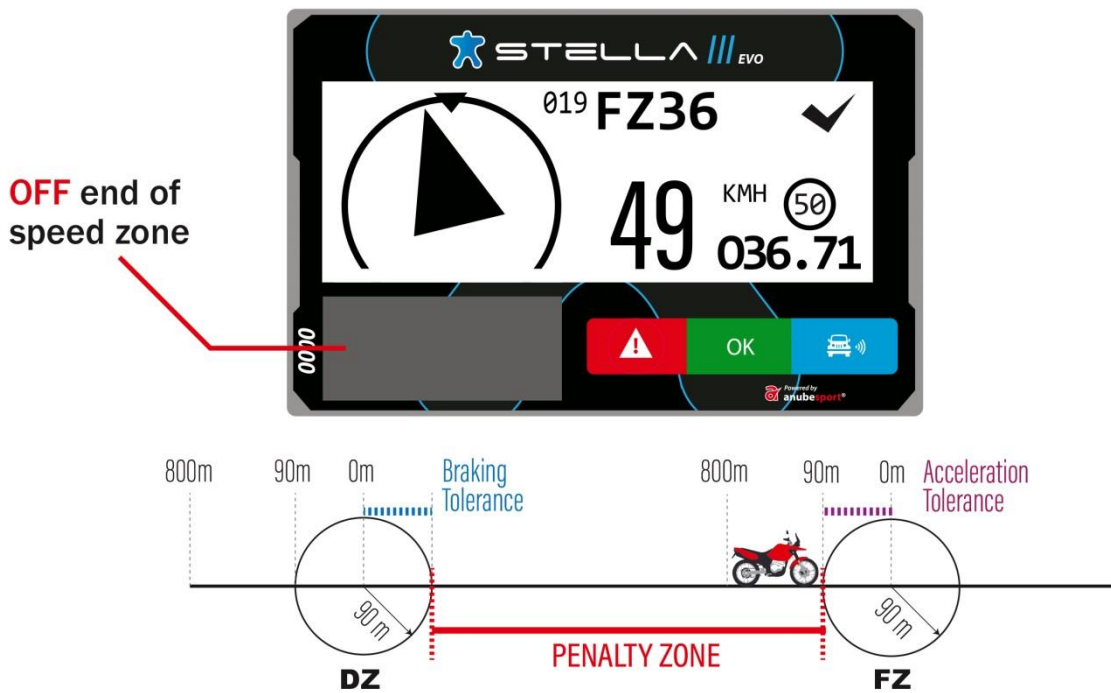 STELLA III EVO
019 FZ36
OFF end of
speed zone
49 KMH 50
036.71
0000
OK
Powered by
anubesport®
800m 90m 0m Braking
Tolerance
800m 90m 0m Acceleration
Tolerance
90 m
90 m
PENALTY ZONE
DZ
FZ